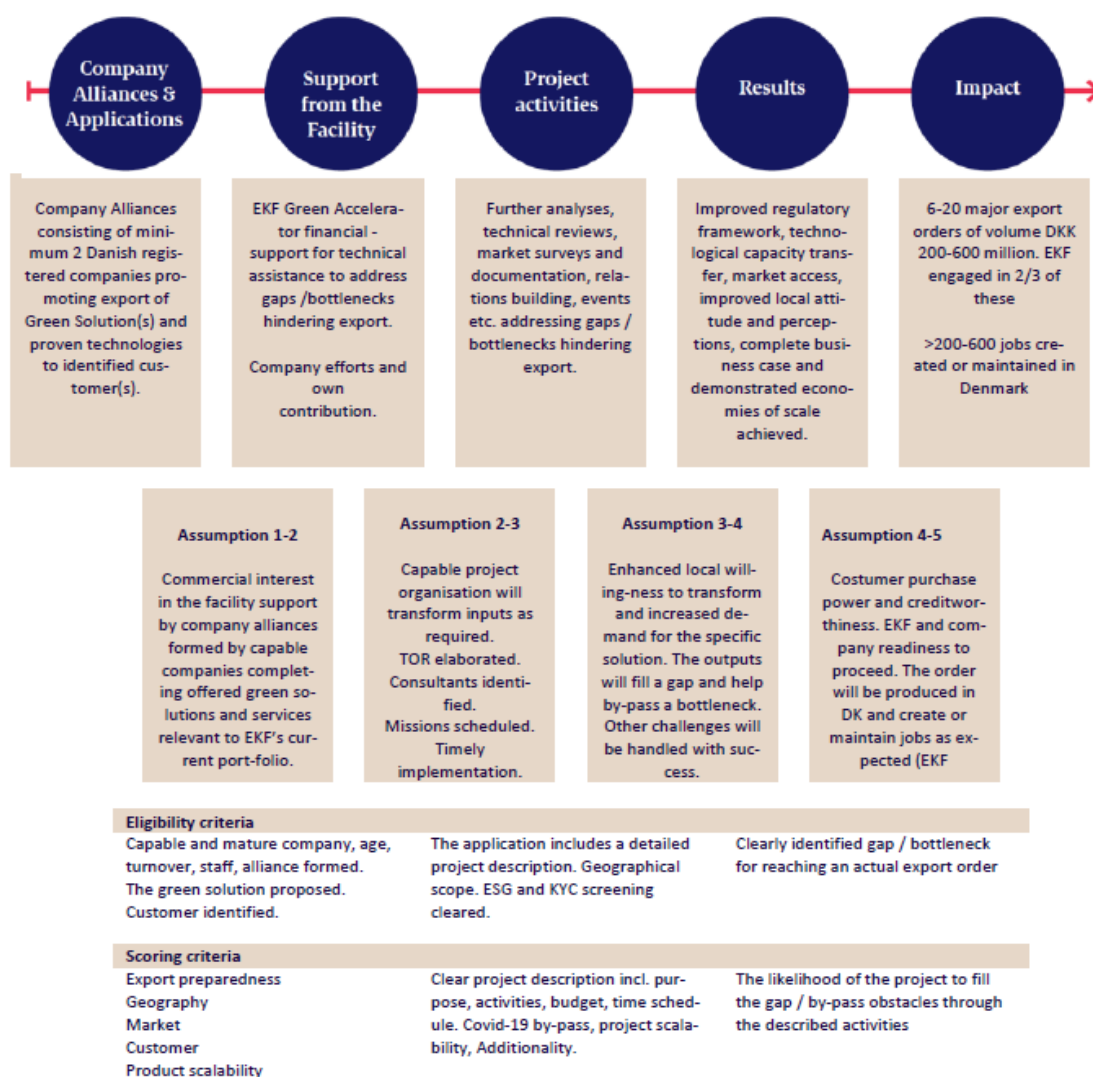 Company
Alliances &
Applications
Support
from the
Facility
Project
activities
Results
Impact
Company Alliances
consisting of mini-
mum 2 Danish regis-
tered companies pro-
moting export of
Green Solution(s) and
proven technologies
to identified cus-
tomer(s).
EKF Green Accelera-
tor financial -
support for technical
assistance to address
gaps /bottlenecks
hindering export.
Company efforts and
own
contribution.
Further analyses,
technical reviews,
market surveys and
documentation, rela-
tions building, events
etc. addressing gaps /
bottlenecks hindering
export.
Improved regulatory
framework, techno-
logical capacity trans-
fer, market access,
improved local atti-
tude and percep-
tions, complete busi-
ness case and
demonstrated econo-
mies of scale
achieved.
6-20 major export
orders of volume DKK
200-600 million. EKF
engaged in 2/3 of
these
>200-600 jobs cre-
ated or maintained in
Denmark
Assumption 1-2
Commercial interest
in the facility support
by company alliances
formed by capable
companies complet-
ing offered green so-
lutions and services
relevant to EKF's cur-
rent port-folio.
Assumption 2-3
Capable project
organisation will
transform inputs as
required.
TOR elaborated.
Consultants identi-
fied.
Missions scheduled.
Timely
implementation.
Assumption 3-4
Enhanced local will-
ing-ness to transform
and increased de-
mand for the specific
solution. The outputs
will fill a gap and help
by-pass a bottleneck.
Other challenges will
be handled with suc-
cess.
Assumption 4-5
Costumer purchase
power and creditwor-
thiness. EKF and com-
pany readiness to
proceed. The order
will be produced in
DK and create or
maintain jobs as ex-
pected (EKF
Eligibility criteria
Capable and mature company, age,
turnover, staff, alliance formed.
The green solution proposed.
Customer identified.
The application includes a detailed
project description. Geographical
scope. ESG and KYC screening
cleared.
Clearly identified gap / bottleneck
for reaching an actual export order
Scoring criteria
Export preparedness
Geography
Market
Customer
Product scalability
Clear project description incl. pur-
pose, activities, budget, time sched-
ule. Covid-19 by-pass, project scala-
bility, Additionality.
The likelihood of the project to fill
the gap / by-pass obstacles through
the described activities